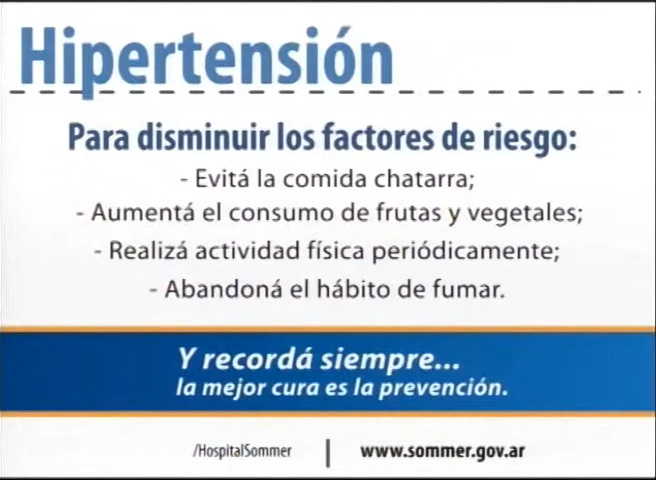 Hipertensión
Para disminuir los factores de riesgo:
- Evitá la comida chatarra;
- Aumentá el consumo de frutas y vegetales;
- Realizá actividad física periódicamente;
- Abandoná el hábito de fumar.
Y recordá siempre...
la mejor cura es la prevención.
/HospitalSommer | www.sommer.gov.ar